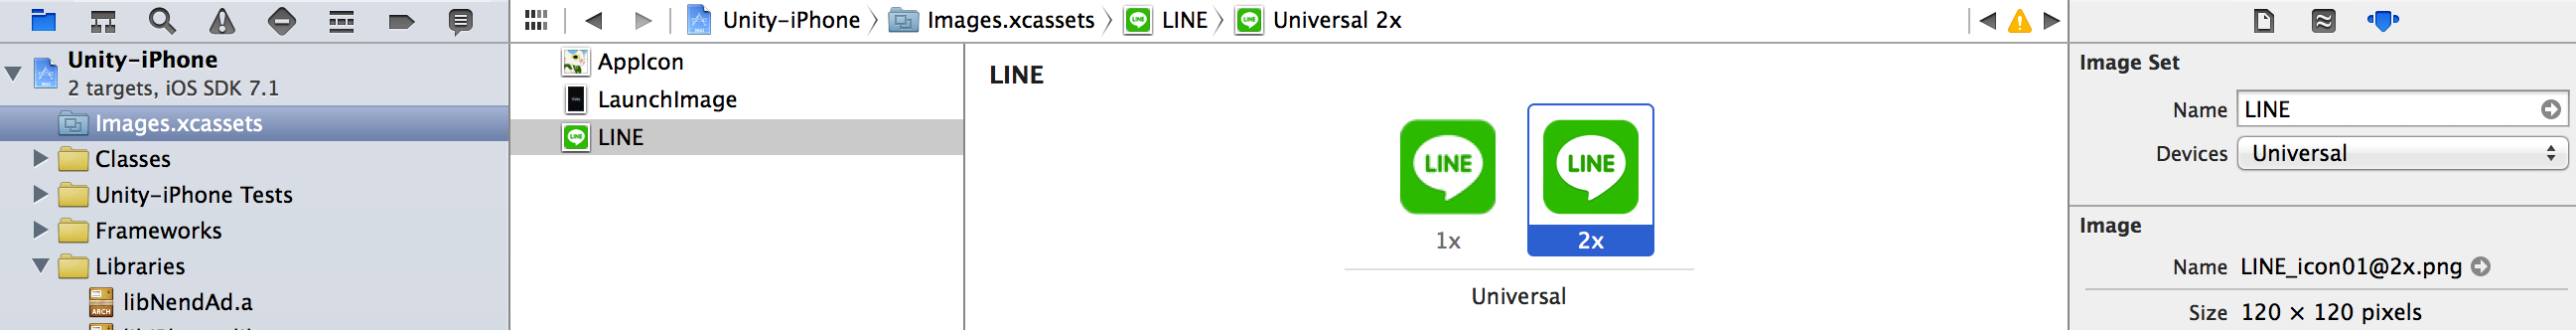 Unity-iPhone
2 targets, iOS SDK 7.1
Images.xcassets
Classes
Unity-iPhone Tests
Frameworks
Libraries
ARCH
libNendAd.a
Unity-iPhone
Images.xcassets
LINE
Universal 2x
AppIcon
LaunchImage
LINE
LINE
LINE
1x
LINE
2x
Universal
Image Set
Name LINE
Devices Universal
Image
Name LINE_icon01@2x.png
Size 120 × 120 pixels